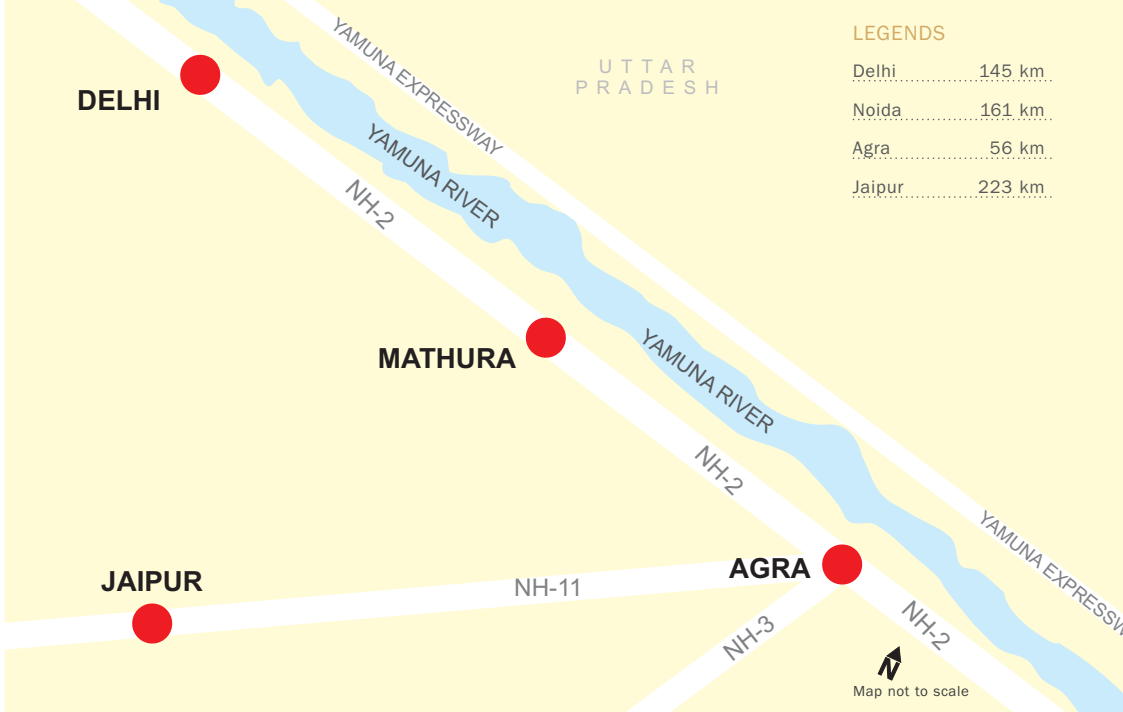 YAMUNA EXPRESSWAY
UTTAR
PRADESH
LEGENDS
Delhi 145 km
Noida 161 km
Agra 56 km
Jaipur 223 km
DELHI
YAMUNA RIVER
NH-2
MATHURA
YAMUNA RIVER
NH-2
YAMUNA EXPRESSW
AGRA
JAIPUR
NH-11
NH-3
NH-2
N
Map not to scale